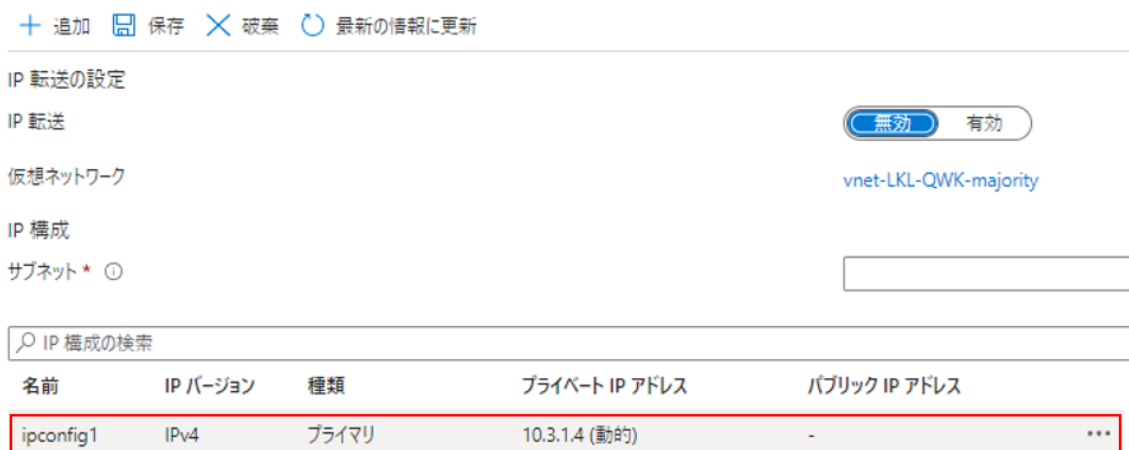 追加 保存 破棄 最新の情報に更新
IP 転送の設定
IP 転送 無効 有効
仮想ネットワーク vnet-LKL-QWK-majority
IP 構成
サブネット *
IP 構成の検索
名前 IP バージョン 種類 プライベート IP アドレス パブリック IP アドレス
ipconfig1 IPv4 プライマリ 10.3.1.4 (動的) -